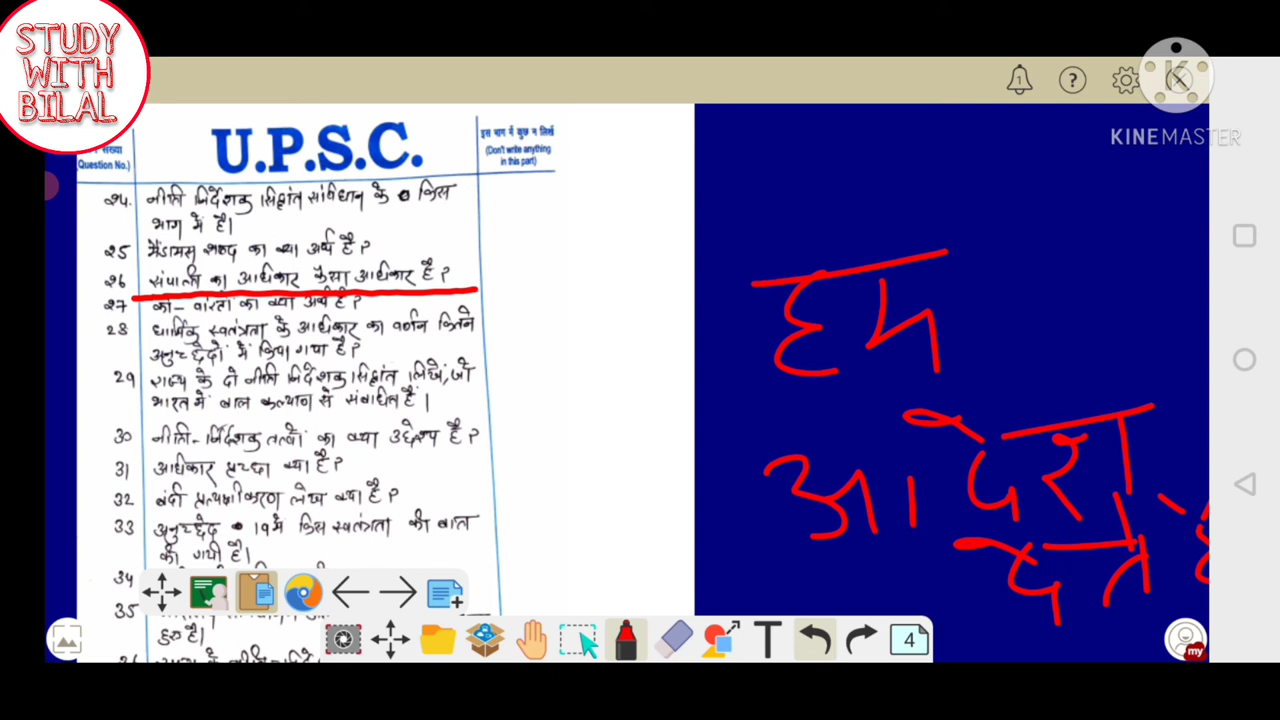 STUDY
WITH
BILAL
KINEMASTER
संख्या
(Question No.)
U.P.S.C.
इस भाग में कुछ न लिखें
(Don't write anything
in this part)
24. नीति निर्देशक सिद्धांत संविधान के किस
भाग में है।
25 मैंडामस शब्द का क्या अर्थ है?
26 संपत्ति का अधिकार कैसा अधिकार है?
27 को-वारंतो का क्या अर्थ है?
28 धार्मिक स्वतंत्रता के अधिकार का वर्णन कितने
अनुच्छेदों में किया गया है?
29 राज्य के दो नीति निर्देशक सिद्धांत लिखें, जो
भारत में बाल कल्याण से संबंधित हैं।
30 नीति-निर्देशक तत्वों का क्या उद्देश्य है?
31 अधिकार प्रच्छा क्या है?
32 बंदी प्रत्यक्षीकरण लेख क्या है?
33 अनुच्छेद 19 में किस स्वतंत्रता की बात
की गयी है।
34
35
हुए है।
हम
आदेश
देते
4
my
1
?
T